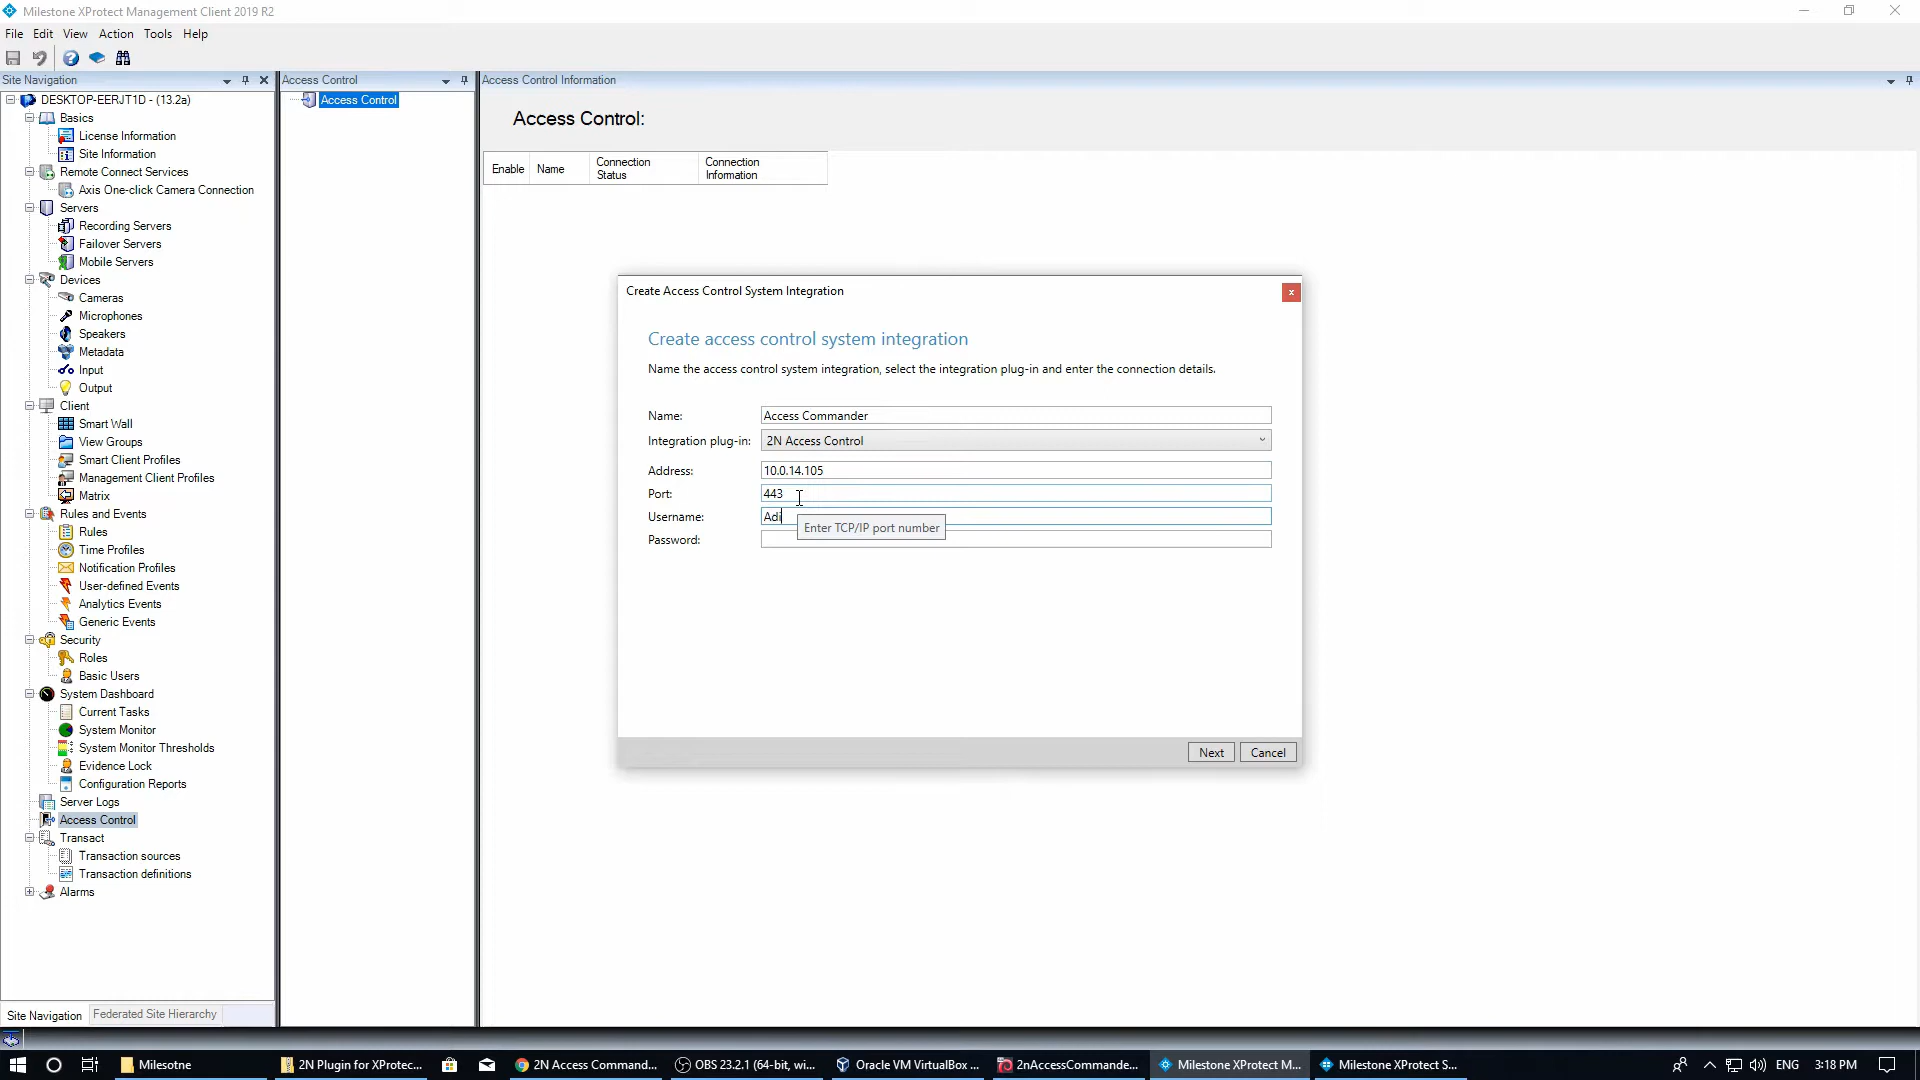 Milestone XProtect Management Client 2019 R2
File Edit View Action Tools Help
Site Navigation
DESKTOP-EERJT1D - (13.2a)
Basics
License Information
Site Information
Remote Connect Services
Axis One-click Camera Connection
Servers
Recording Servers
Failover Servers
Mobile Servers
Devices
Cameras
Microphones
Speakers
Metadata
Input
Output
Client
Smart Wall
View Groups
Smart Client Profiles
Management Client Profiles
Matrix
Rules and Events
Rules
Time Profiles
Notification Profiles
User-defined Events
Analytics Events
Generic Events
Security
Roles
Basic Users
System Dashboard
Current Tasks
System Monitor
System Monitor Thresholds
Evidence Lock
Configuration Reports
Server Logs
Access Control
Transact
Transaction sources
Transaction definitions
Alarms
Site Navigation Federated Site Hierarchy
Access Control
Access Control
Access Control Information
Access Control:
Enable Name Connection Status Connection Information
Create Access Control System Integration
x
Create access control system integration
Name the access control system integration, select the integration plug-in and enter the connection details.
Name: Access Commander
Integration plug-in: 2N Access Control
Address: 10.0.14.105
Port: 443
Username: Adi
Enter TCP/IP port number
Password:
Next Cancel
Milesotne 2N Plugin for XProtec... 2N Access Command... OBS 23.2.1 (64-bit, wi... Oracle VM VirtualBox ... 2nAccessCommande... Milestone XProtect M... Milestone XProtect S... ENG 3:18 PM